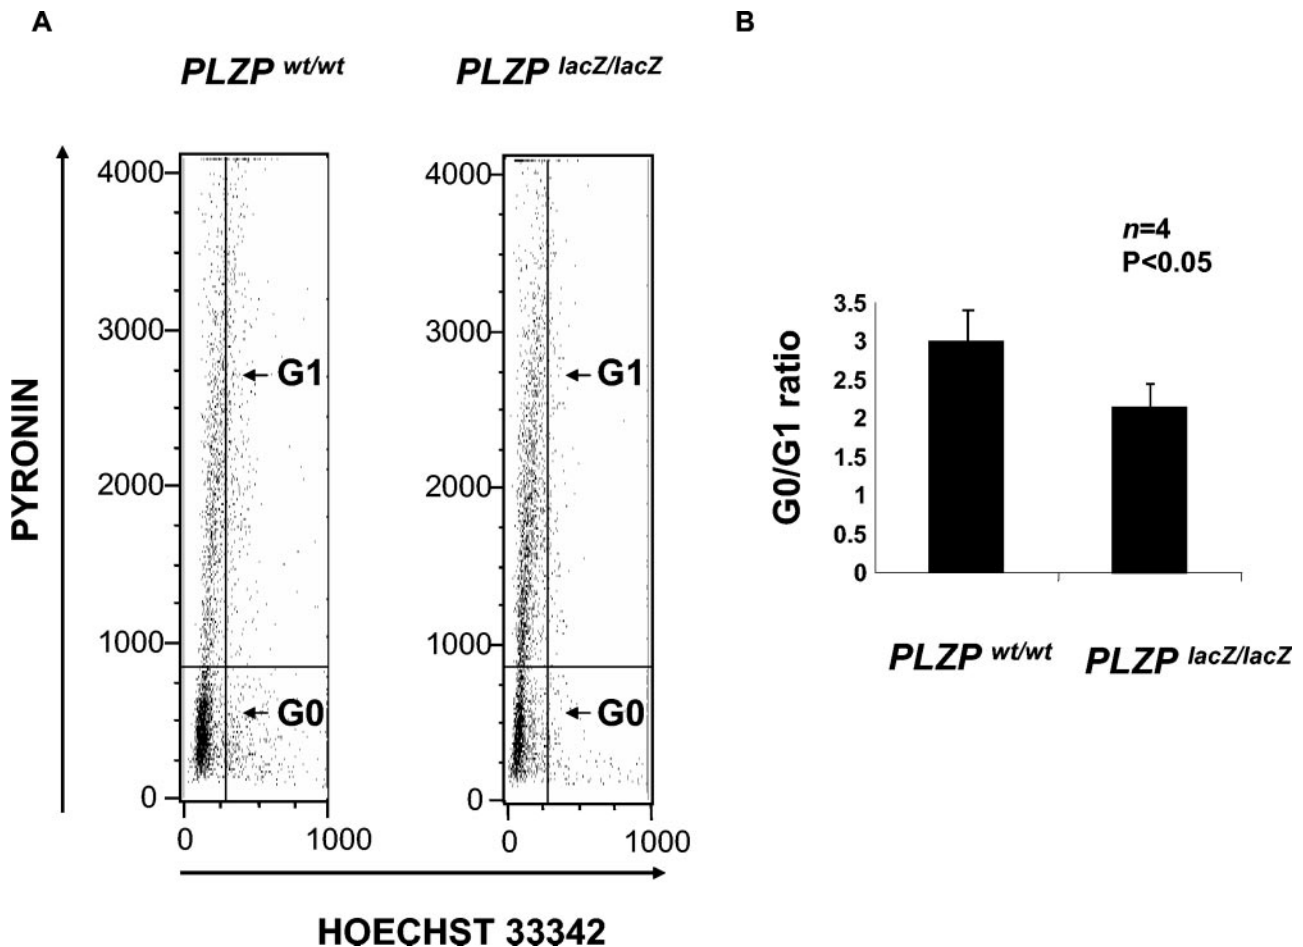 A
B
PLZP wt/wt
PLZP lacZ/lacZ
4000
3000
2000
1000
0
G1
G0
0
1000
4000
3000
2000
1000
0
G1
G0
0
1000
PYRONIN
HOECHST 33342
n=4
P<0.05
3.5
3
2.5
2
1.5
1
0.5
0
G0/G1 ratio
PLZP wt/wt
PLZP lacZ/lacZ